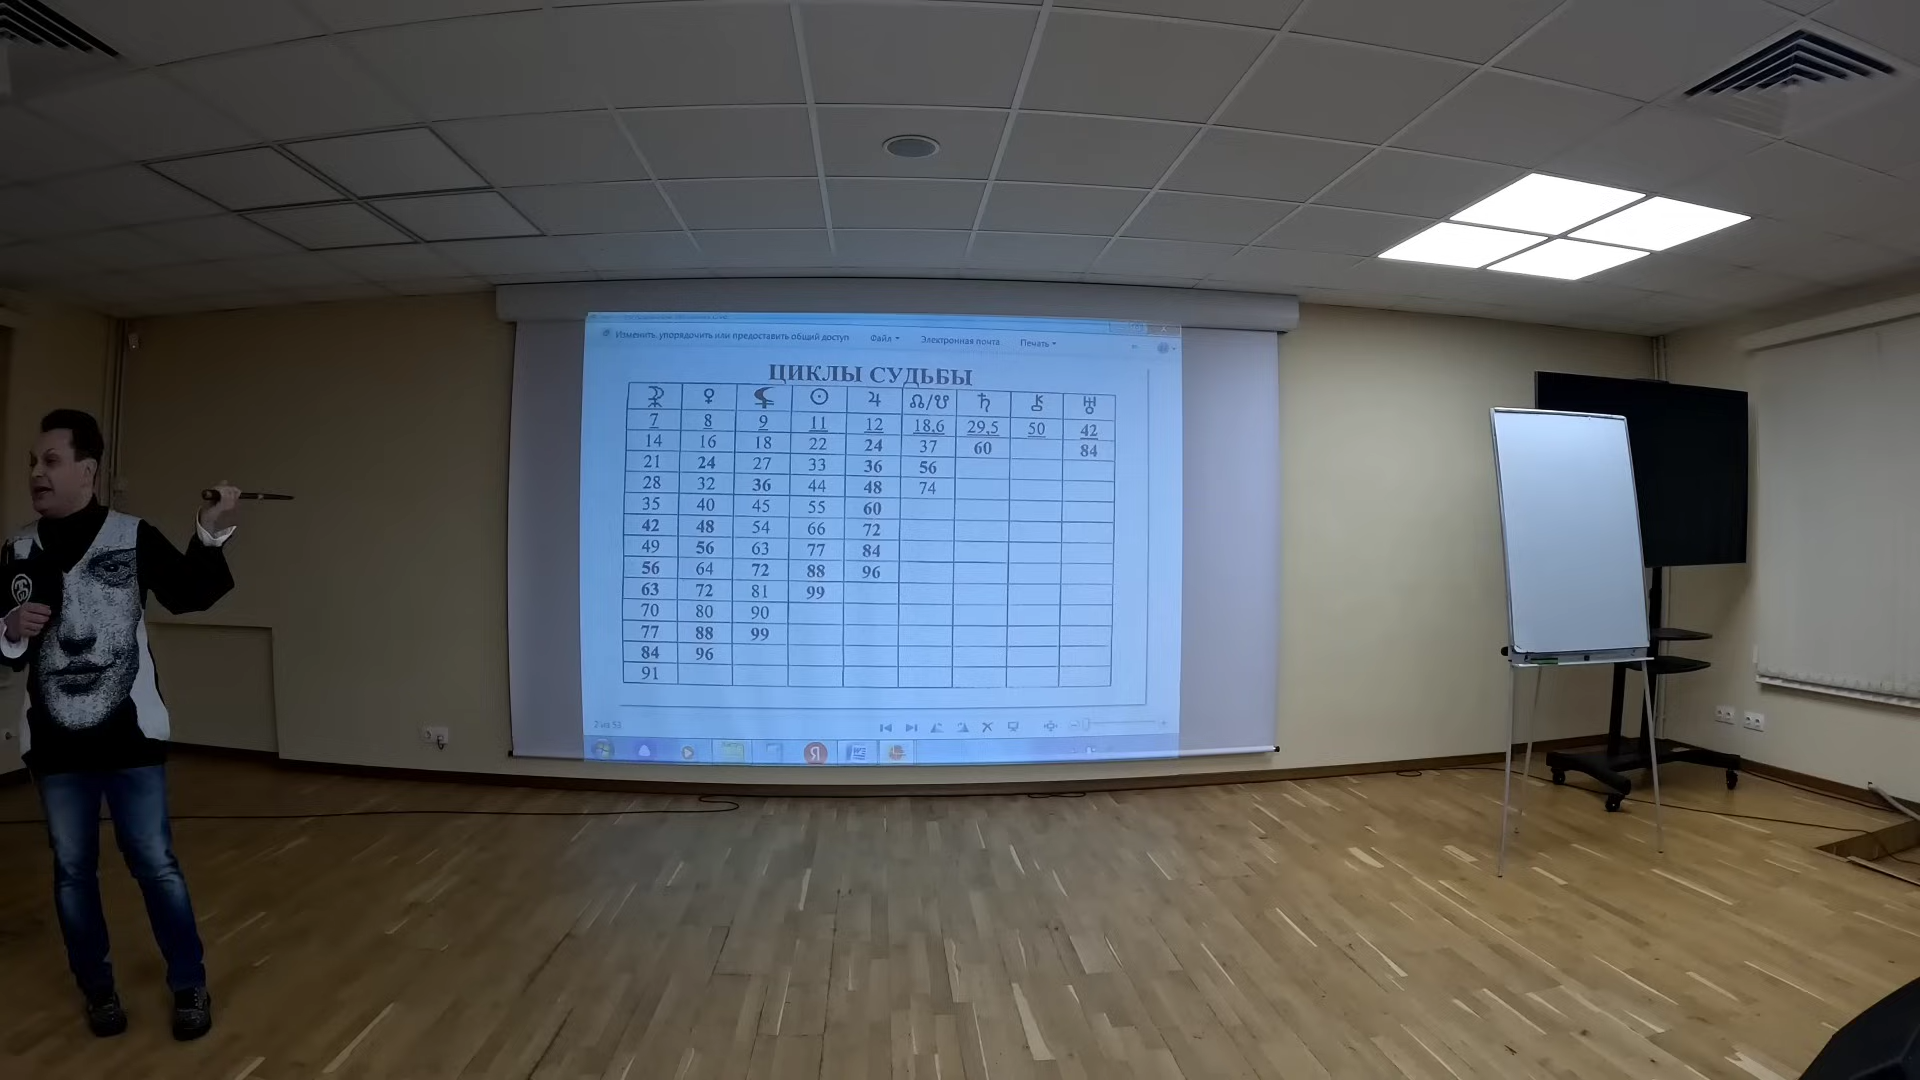 Изменить, упорядочить или предоставить общий доступ Файл Электронная почта Печать
ЦИКЛЫ СУДЬБЫ
⚸ ♀ ⚸ ☉ ♃ ☊/☋ ♄ ⚷ ♅
7 8 9 11 12 18,6 29,5 50 42
14 16 18 22 24 37 60 84
21 24 27 33 36 56
28 32 36 44 48 74
35 40 45 55 60
42 48 54 66 72
49 56 63 77 84
56 64 72 88 96
63 72 81 99
70 80 90
77 88 99
84 96
91
2 из 53
Я